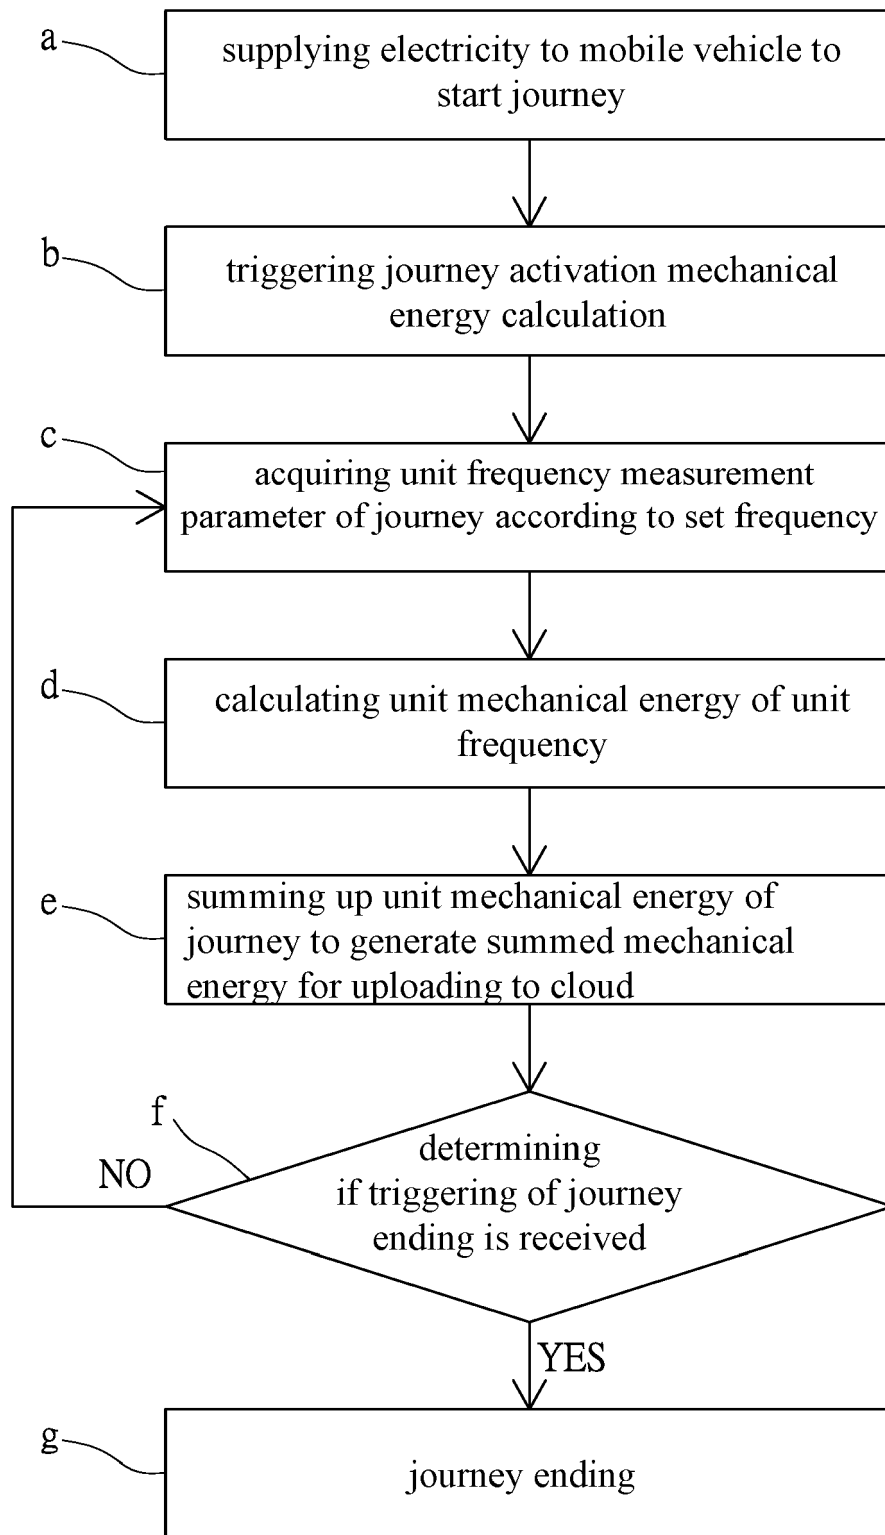 a
supplying electricity to mobile vehicle to
start journey
b
triggering journey activation mechanical
energy calculation
c
acquiring unit frequency measurement
parameter of journey according to set frequency
d
calculating unit mechanical energy of unit
frequency
e
summing up unit mechanical energy of
journey to generate summed mechanical
energy for uploading to cloud
f
NO
determining
if triggering of journey
ending is received
YES
g
journey ending